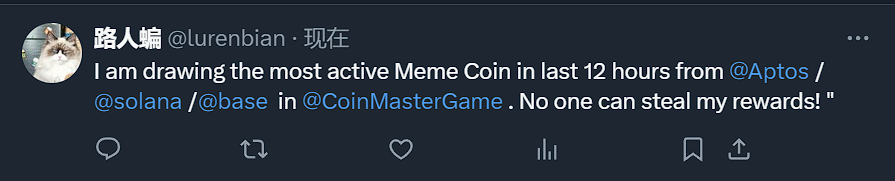 路人蝙 @lurenbian · 现在
I am drawing the most active Meme Coin in last 12 hours from @Aptos /
@solana /@base  in @CoinMasterGame . No one can steal my rewards! "